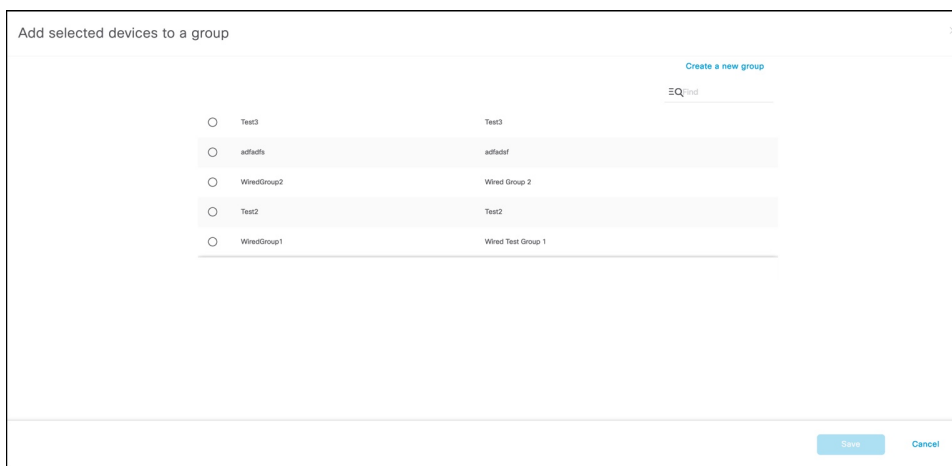 Add selected devices to a group
Create a new group
Find
Test3 Test3
adfadfs adfadsf
WiredGroup2 Wired Group 2
Test2 Test2
WiredGroup1 Wired Test Group 1
Save Cancel